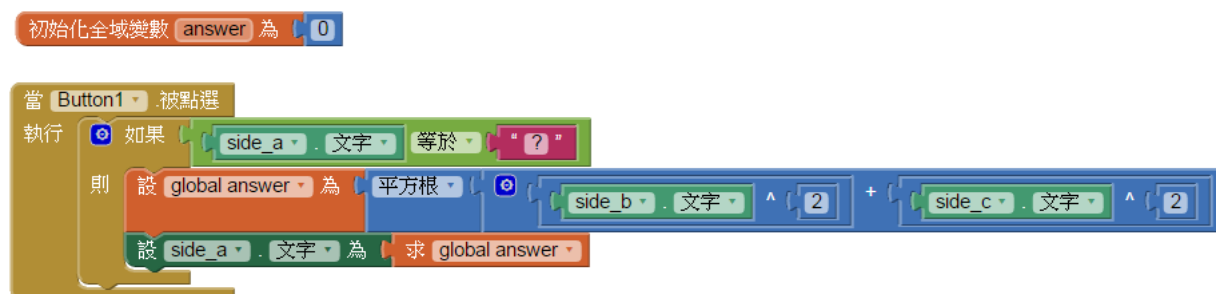 初始化全域變數 answer 為 0
當 Button1 .被點選
執行 如果 side_a . 文字 等於 " ? "
則 設 global answer 為 平方根 side_b . 文字 ^ 2 + side_c . 文字 ^ 2
設 side_a . 文字 為 求 global answer